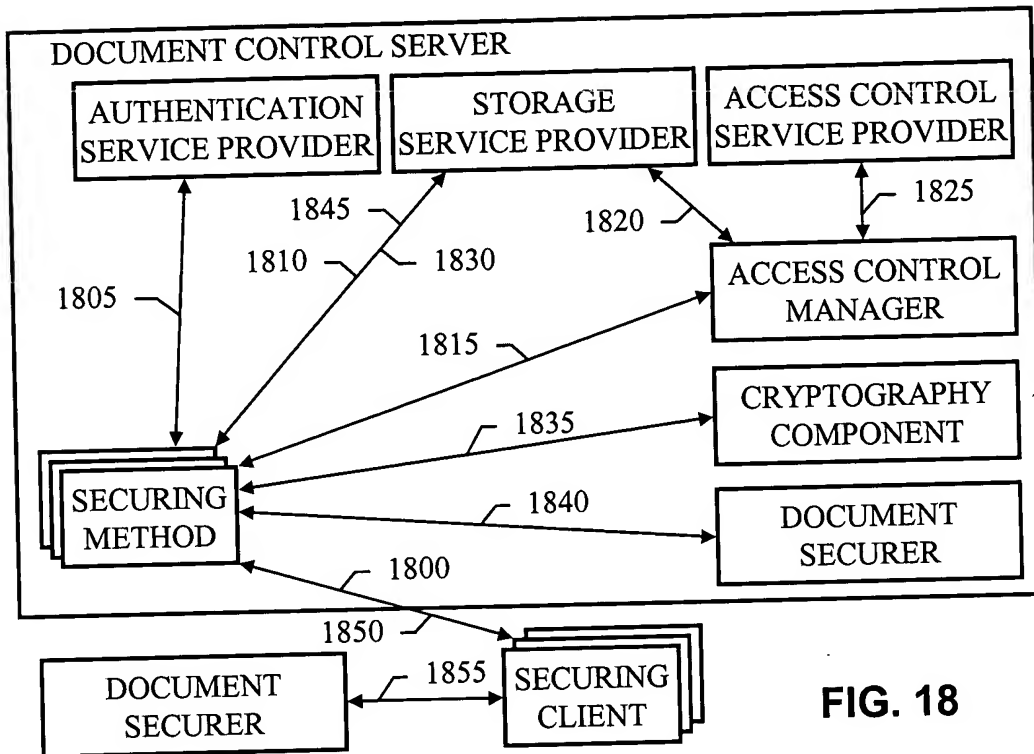 DOCUMENT CONTROL SERVER
AUTHENTICATION
SERVICE PROVIDER
STORAGE
SERVICE PROVIDER
ACCESS CONTROL
SERVICE PROVIDER
1845
1820
1825
1810
1830
1805
ACCESS CONTROL
MANAGER
1815
CRYPTOGRAPHY
COMPONENT
1835
SECURING
METHOD
1840
DOCUMENT
SECURER
1800
1850
DOCUMENT
SECURER
1855
SECURING
CLIENT
FIG. 18